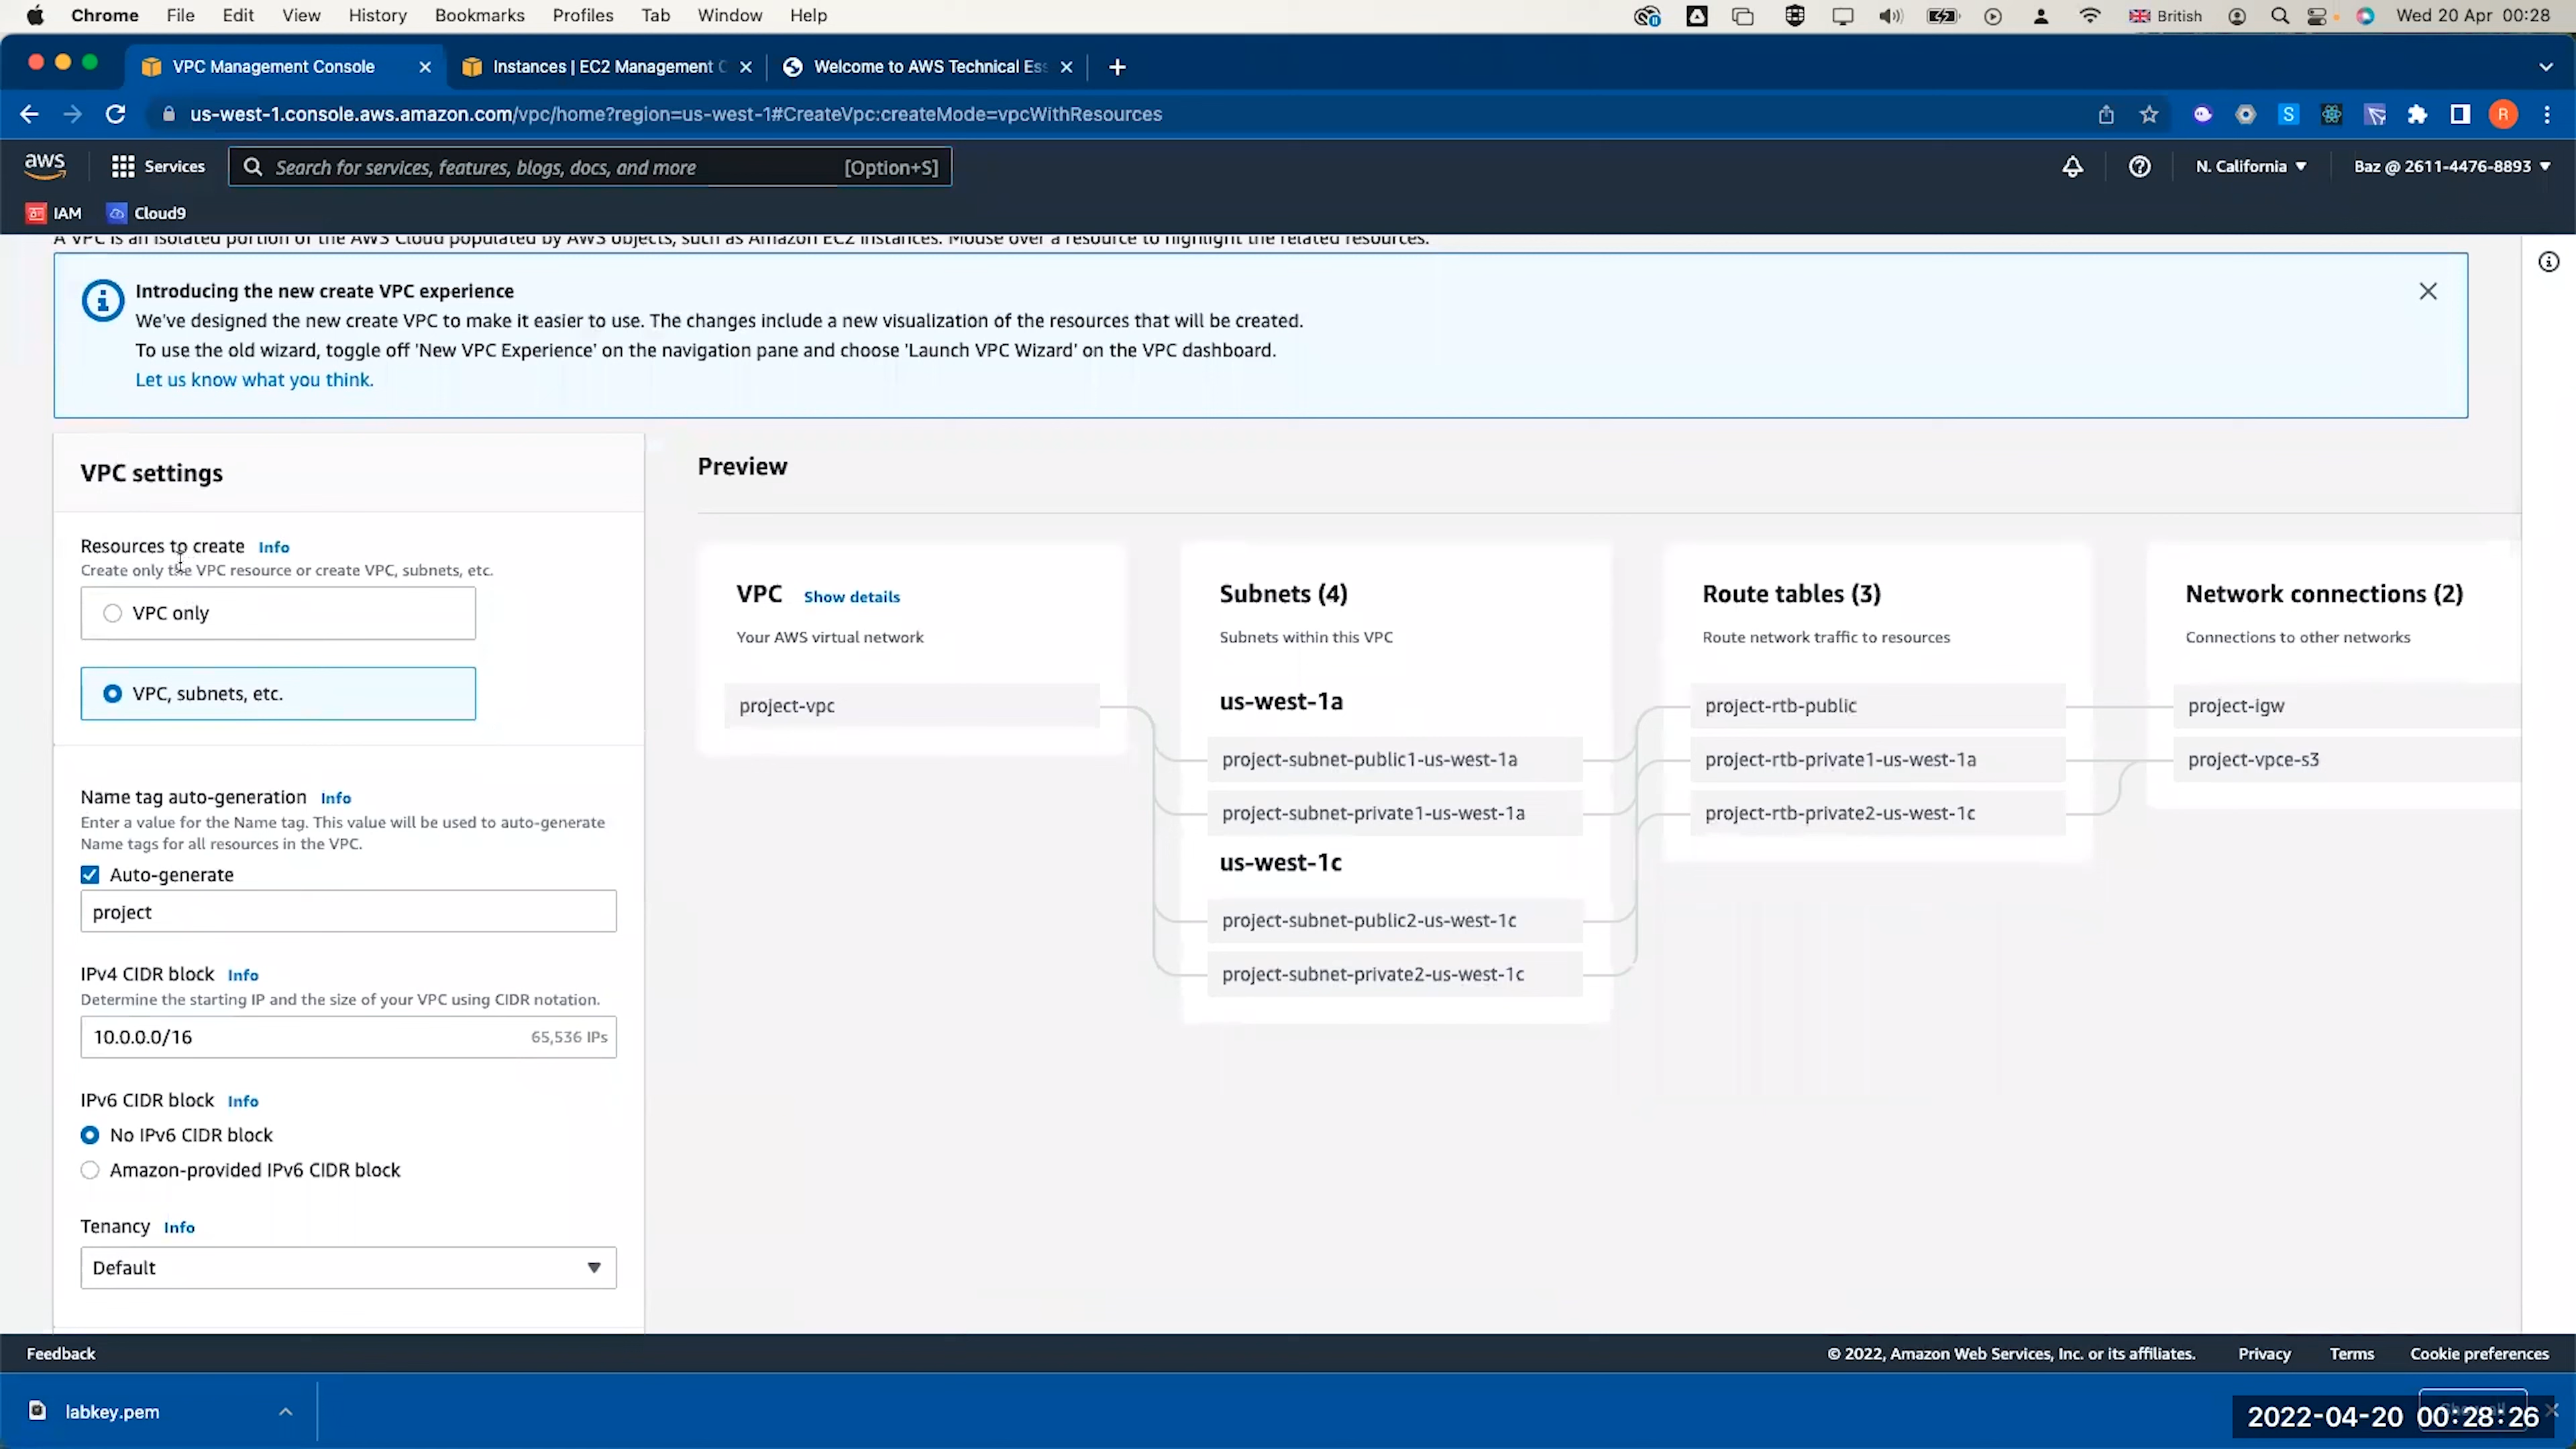 Chrome File Edit View History Bookmarks Profiles Tab Window Help British Wed 20 Apr 00:28
VPC Management Console Instances | EC2 Management C Welcome to AWS Technical Ess
us-west-1.console.aws.amazon.com/vpc/home?region=us-west-1#CreateVpc:createMode=vpcWithResources S R
aws Services Search for services, features, blogs, docs, and more [Option+S] N. California Baz @ 2611-4476-8893
IAM Cloud9
A VPC is an isolated portion of the AWS Cloud populated by AWS objects, such as Amazon EC2 instances. Mouse over a resource to highlight the related resources.
Introducing the new create VPC experience
We've designed the new create VPC to make it easier to use. The changes include a new visualization of the resources that will be created.
To use the old wizard, toggle off 'New VPC Experience' on the navigation pane and choose 'Launch VPC Wizard' on the VPC dashboard.
Let us know what you think.
VPC settings
Resources to create Info
Create only the VPC resource or create VPC, subnets, etc.
VPC only
VPC, subnets, etc.
Name tag auto-generation Info
Enter a value for the Name tag. This value will be used to auto-generate
Name tags for all resources in the VPC.
Auto-generate
project
IPv4 CIDR block Info
Determine the starting IP and the size of your VPC using CIDR notation.
10.0.0.0/16 65,536 IPs
IPv6 CIDR block Info
No IPv6 CIDR block
Amazon-provided IPv6 CIDR block
Tenancy Info
Default
Preview
VPC Show details
Your AWS virtual network
project-vpc
Subnets (4)
Subnets within this VPC
us-west-1a
project-subnet-public1-us-west-1a
project-subnet-private1-us-west-1a
us-west-1c
project-subnet-public2-us-west-1c
project-subnet-private2-us-west-1c
Route tables (3)
Route network traffic to resources
project-rtb-public
project-rtb-private1-us-west-1a
project-rtb-private2-us-west-1c
Network connections (2)
Connections to other networks
project-igw
project-vpce-s3
Feedback © 2022, Amazon Web Services, Inc. or its affiliates. Privacy Terms Cookie preferences
labkey.pem
2022-04-20 00:28:26